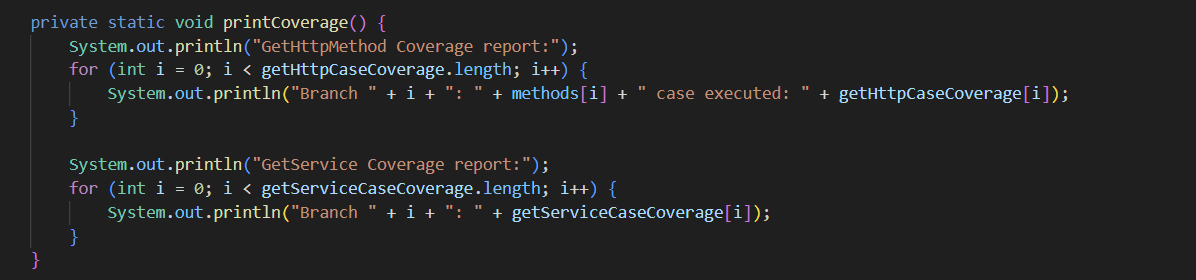 private static void printCoverage() {
System.out.println("GetHttpMethod Coverage report:");
for (int i = 0; i < getHttpCaseCoverage.length; i++) {
System.out.println("Branch " + i + ": " + methods[i] + " case executed: " + getHttpCaseCoverage[i]);
}
System.out.println("GetService Coverage report:");
for (int i = 0; i < getServiceCaseCoverage.length; i++) {
System.out.println("Branch " + i + ": " + getServiceCaseCoverage[i]);
}
}